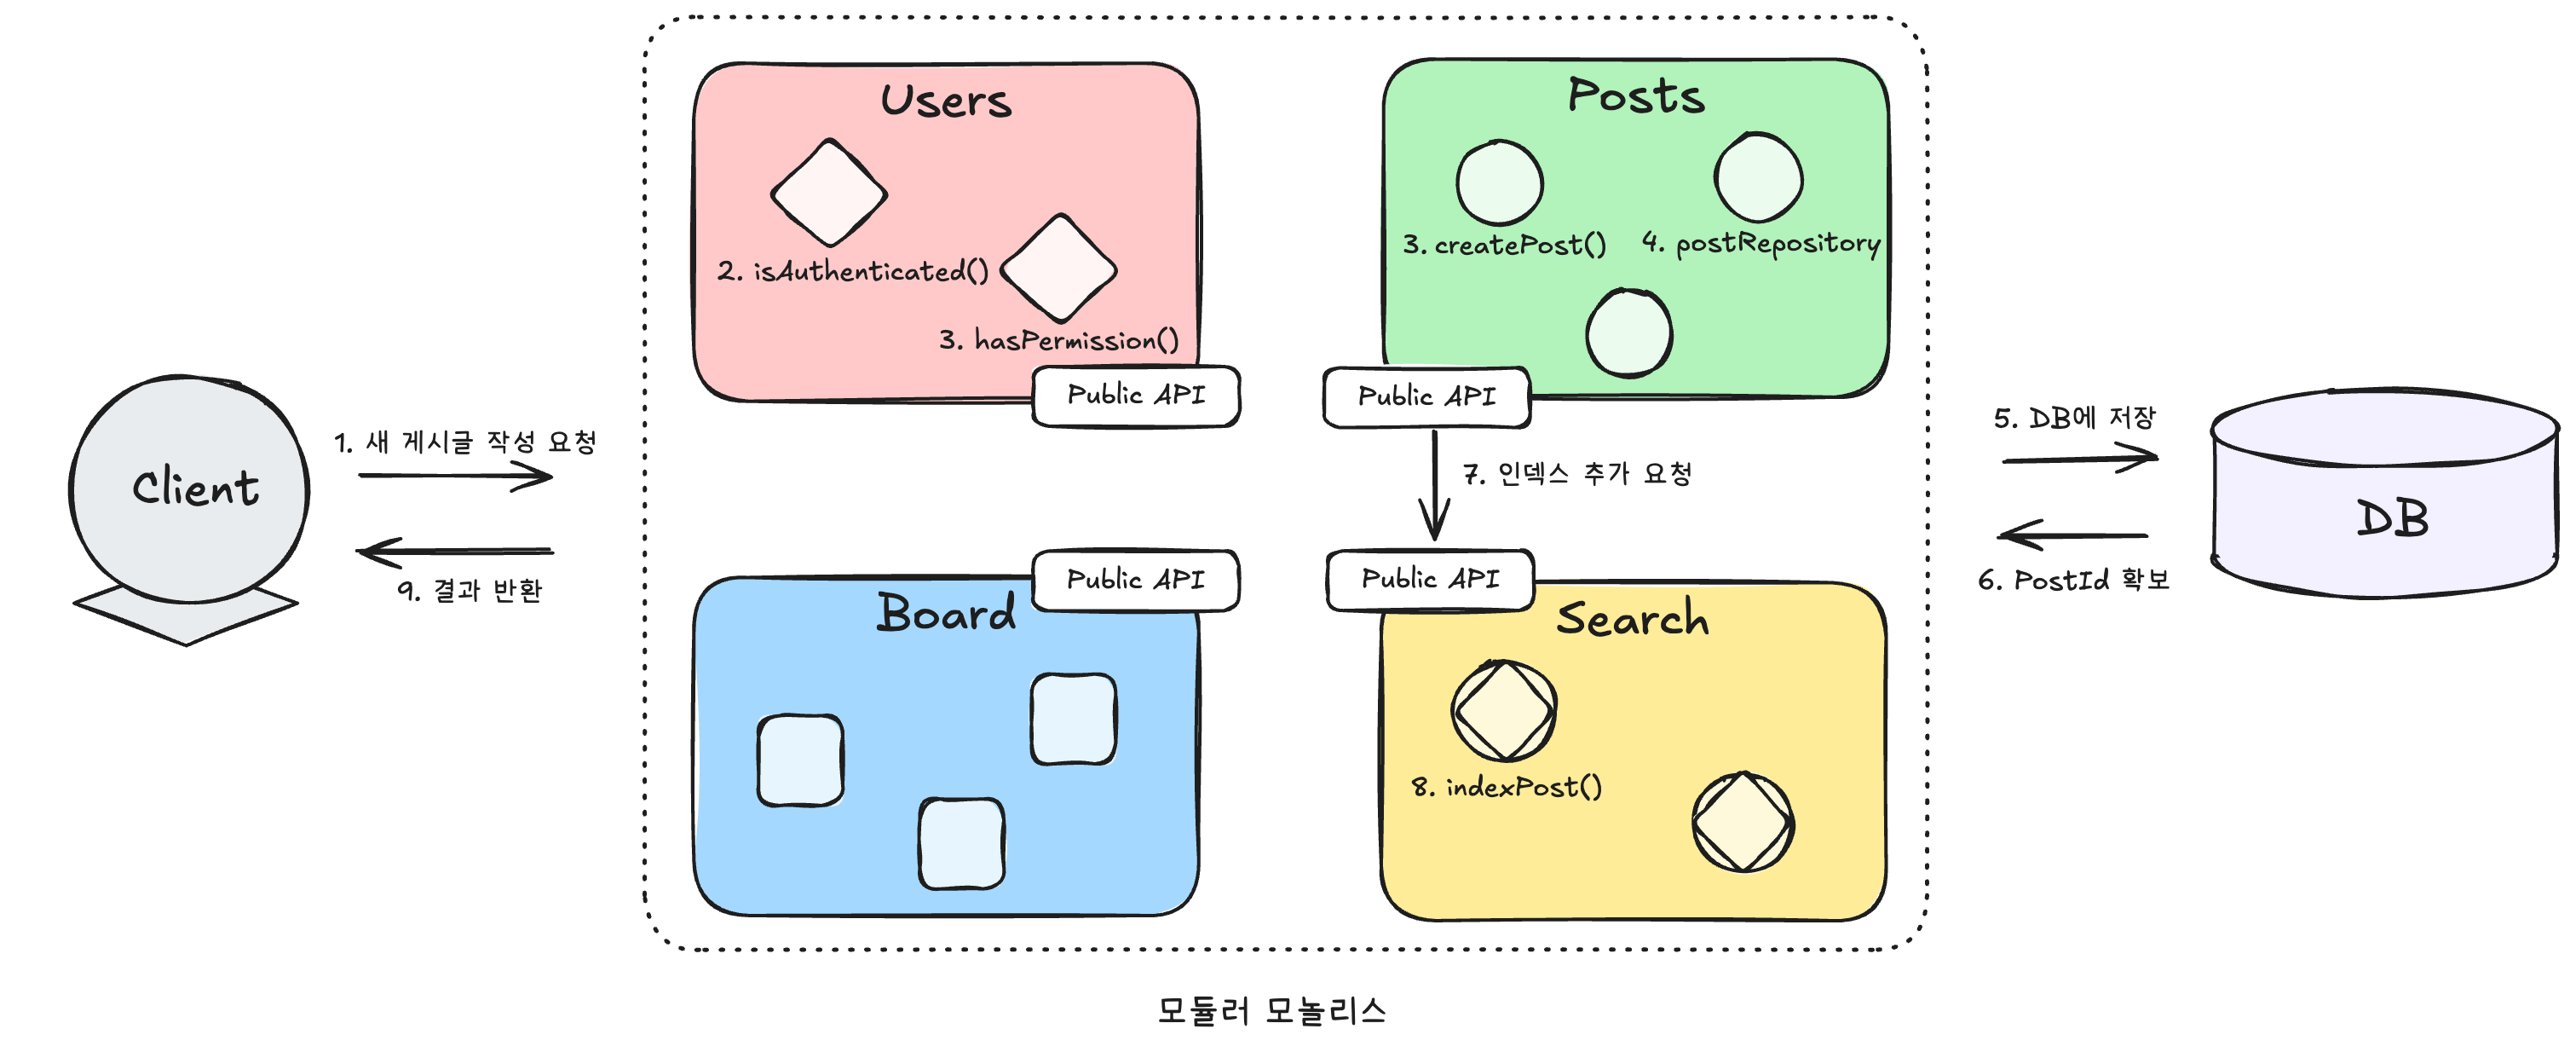 Users
2. isAuthenticated()
3. hasPermission()
Public API
Posts
3. createPost()
4. postRepository
Public API
Client
1. 새 게시글 작성 요청
9. 결과 반환
7. 인덱스 추가 요청
5. DB에 저장
6. PostId 확보
DB
Public API
Board
Public API
Search
8. indexPost()
모듈러 모놀리스